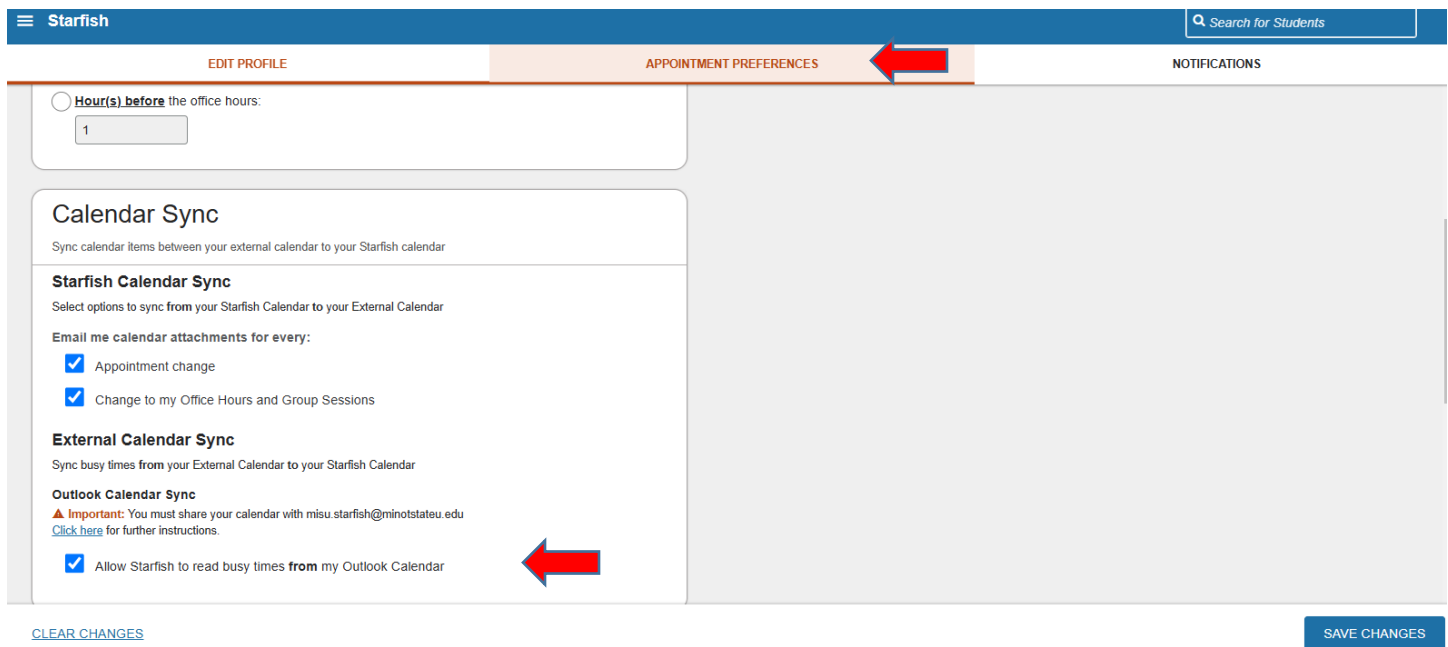 Starfish
Search for Students
EDIT PROFILE
APPOINTMENT PREFERENCES
NOTIFICATIONS
Hour(s) before the office hours:
1
Calendar Sync
Sync calendar items between your external calendar to your Starfish calendar
Starfish Calendar Sync
Select options to sync from your Starfish Calendar to your External Calendar
Email me calendar attachments for every:
Appointment change
Change to my Office Hours and Group Sessions
External Calendar Sync
Sync busy times from your External Calendar to your Starfish Calendar
Outlook Calendar Sync
Important: You must share your calendar with misu.starfish@minotstateu.edu
Click here for further instructions.
Allow Starfish to read busy times from my Outlook Calendar
CLEAR CHANGES
SAVE CHANGES